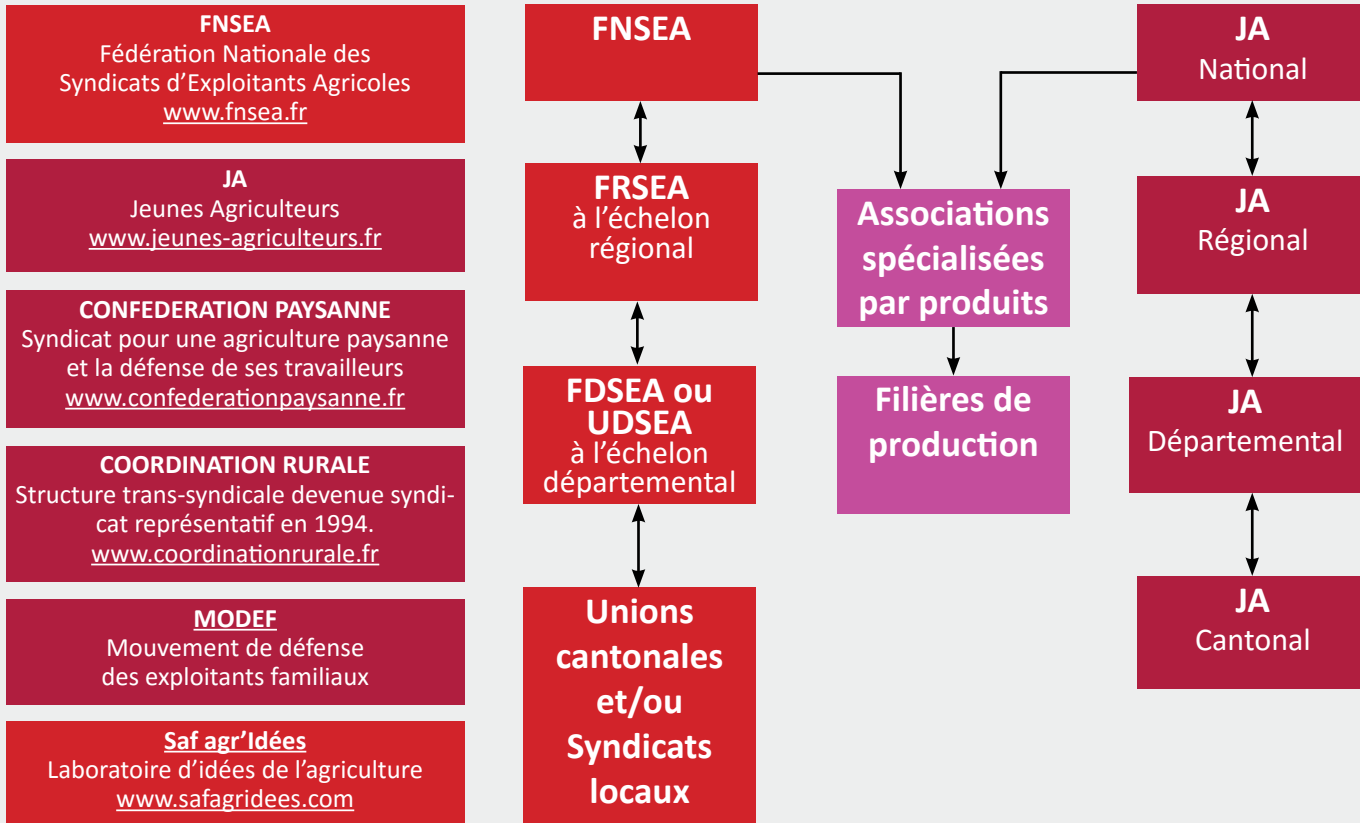 FNSEA
Fédération Nationale des
Syndicats d’Exploitants Agricoles
www.fnsea.fr
JA
Jeunes Agriculteurs
www.jeunes-agriculteurs.fr
CONFEDERATION PAYSANNE
Syndicat pour une agriculture paysanne
et la défense de ses travailleurs
www.confederationpaysanne.fr
COORDINATION RURALE
Structure trans-syndicale devenue syndi-
cat représentatif en 1994.
www.coordinationrurale.fr
MODEF
Mouvement de défense
des exploitants familiaux
Saf agr’Idées
Laboratoire d’idées de l’agriculture
www.safagridees.com
FNSEA
FRSEA
à l’échelon
régional
FDSEA ou
UDSEA
à l’échelon
départemental
Unions
cantonales
et/ou
Syndicats
locaux
Associations
spécialisées
par produits
Filières de
production
JA
National
JA
Régional
JA
Départemental
JA
Cantonal